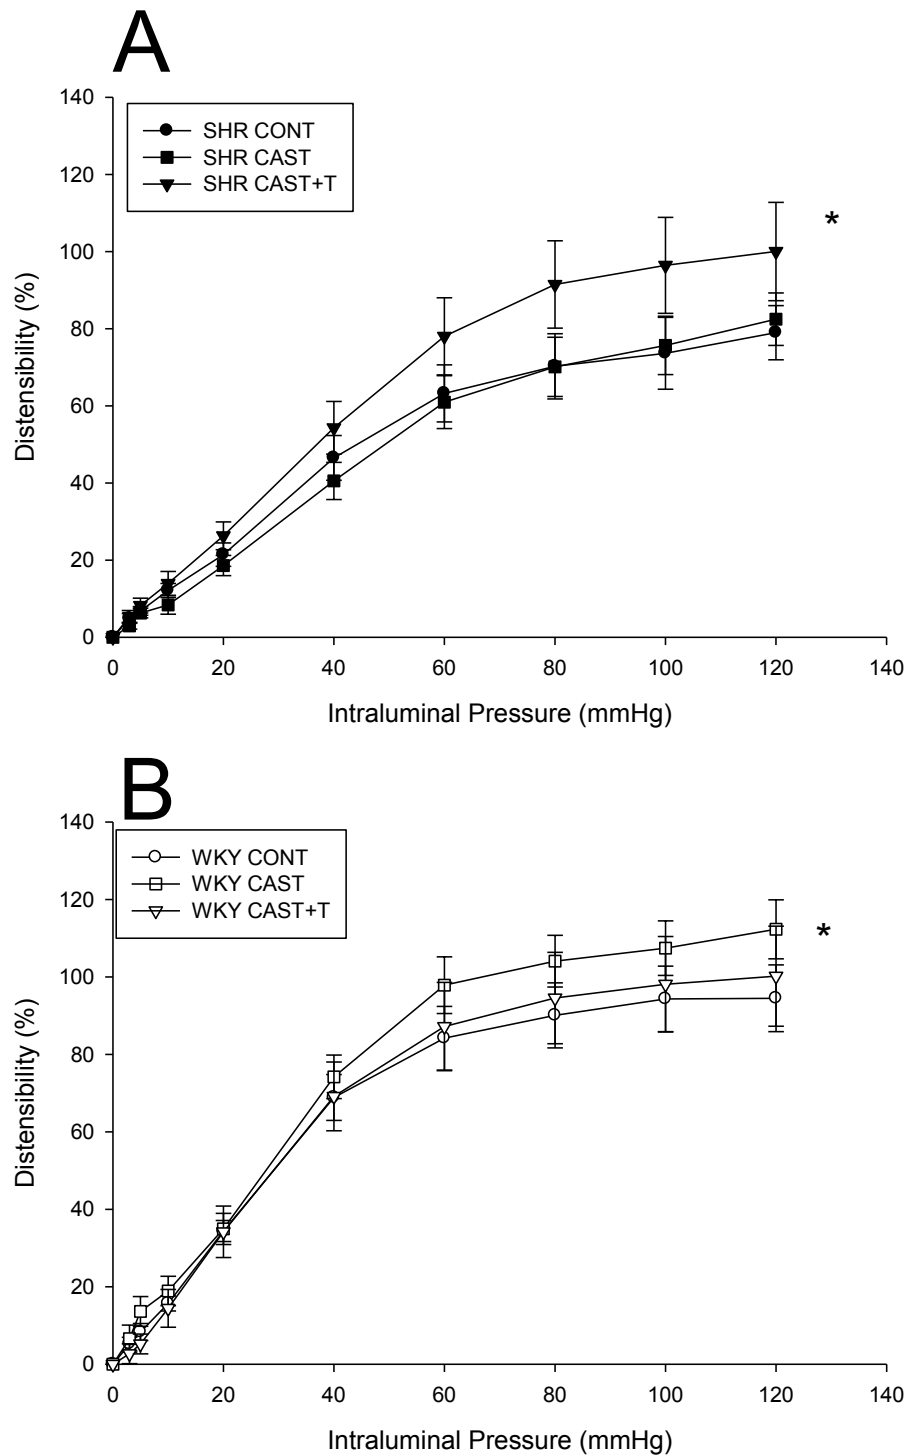 A
140
120
100
80
60
40
20
0
Distensibility (%)
SHR CONT
SHR CAST
SHR CAST+T
*
0 20 40 60 80 100 120 140
Intraluminal Pressure (mmHg)
B
140
120
100
80
60
40
20
0
Distensibility (%)
WKY CONT
WKY CAST
WKY CAST+T
*
0 20 40 60 80 100 120 140
Intraluminal Pressure (mmHg)